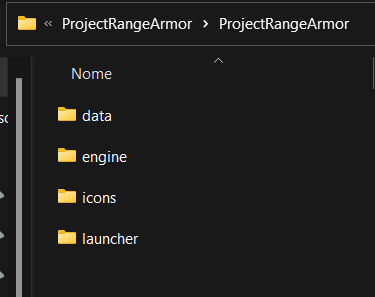 « ProjectRangeArmor > ProjectRangeArmor
Nome
data
engine
icons
launcher